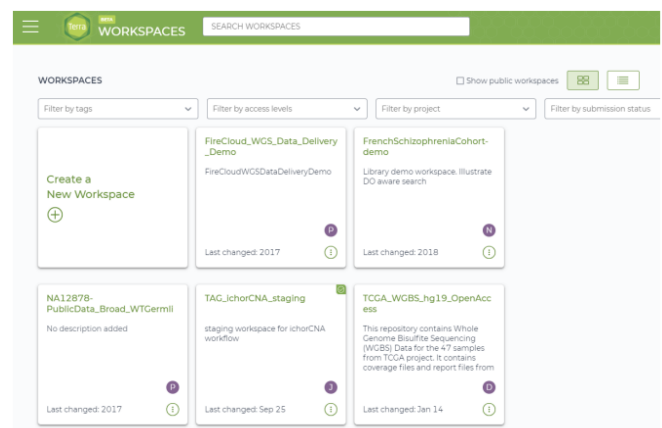 Terra
BETA
WORKSPACES
SEARCH WORKSPACES
WORKSPACES
Show public workspaces
Filter by tags
Filter by access levels
Filter by project
Filter by submission status
Create a
New Workspace
FireCloud_WGS_Data_Delivery
_Demo
FireCloudWGSDataDeliveryDemo
P
Last changed: 2017
FrenchSchizophreniaCohort-
demo
Library demo workspace. Illustrate
DO aware search
N
Last changed: 2018
NA12878-
PublicData_Broad_WTGermli
No description added
P
Last changed: 2017
TAG_ichorCNA_staging
staging workspace for ichorCNA
workflow
J
Last changed: Sep 25
TCGA_WGBS_hg19_OpenAcc
ess
This repository contains Whole
Genome Bisulfite Sequencing
(WGBS) Data for the 47 samples
from TCGA project. It contains
coverage files and report files from
D
Last changed: Jan 14